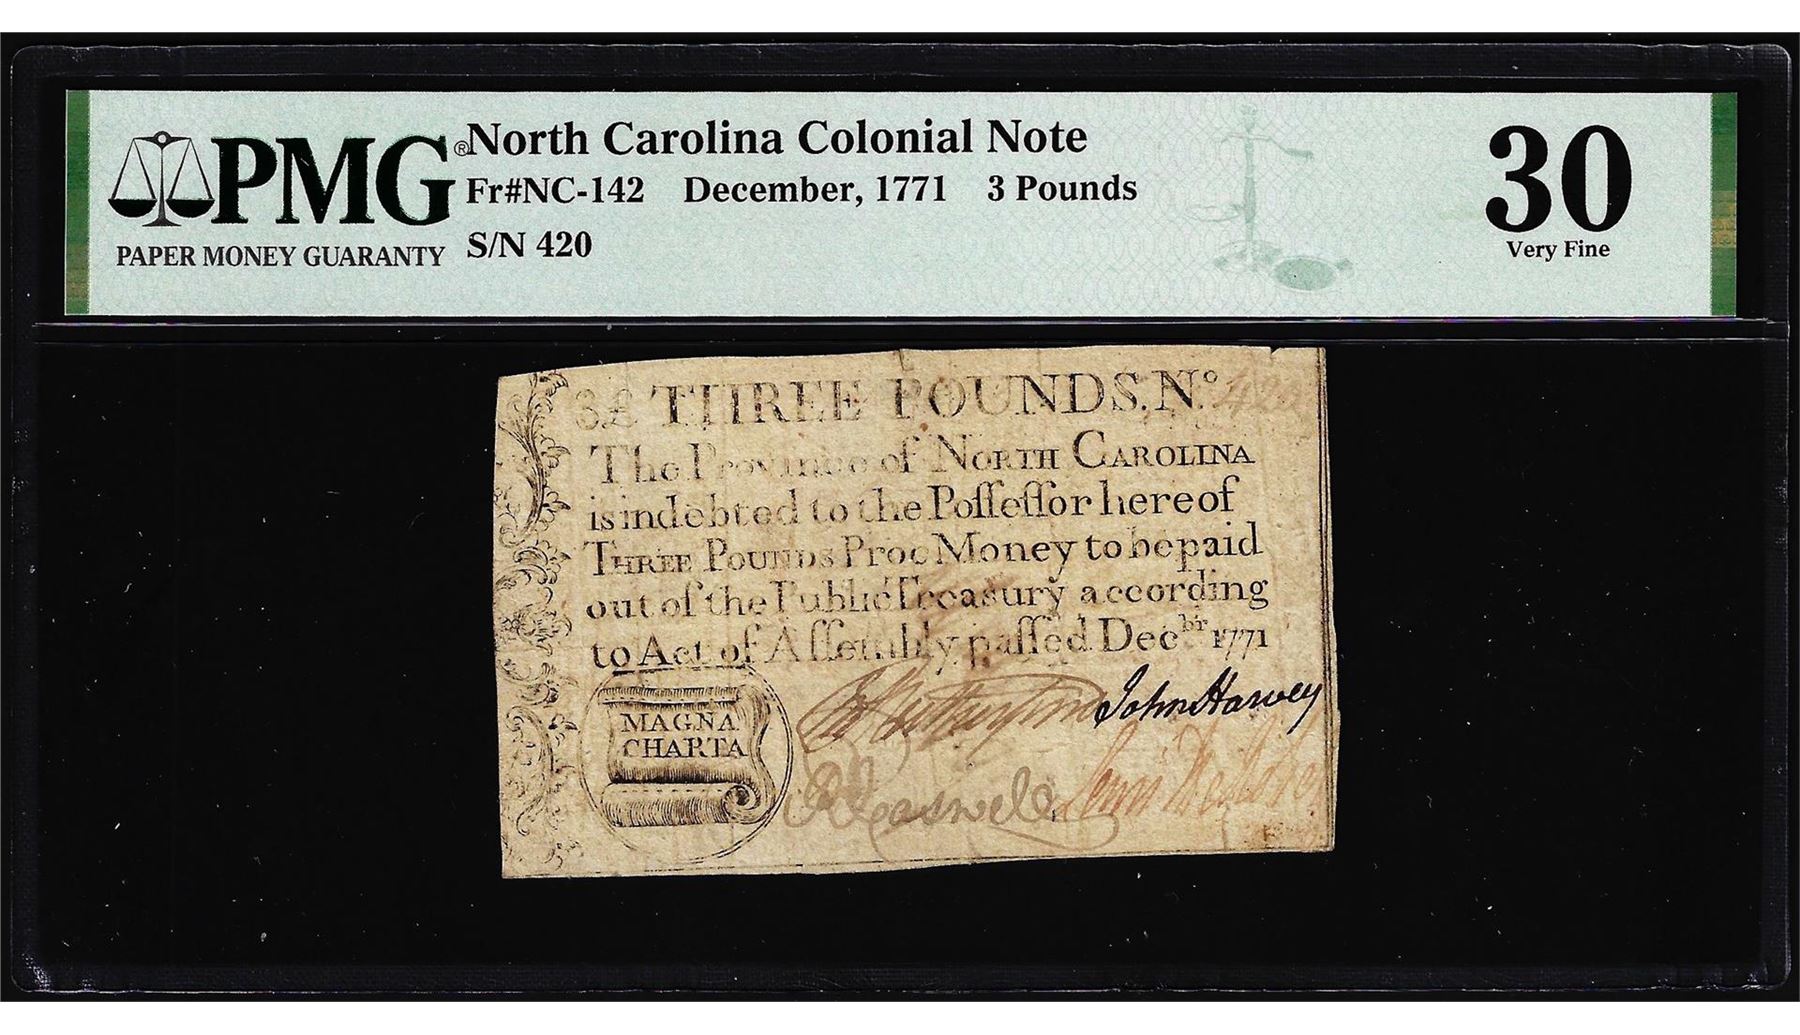 PMG®
PAPER MONEY GUARANTY
North Carolina Colonial Note
Fr#NC-142 December, 1771 3 Pounds
S/N 420
30
Very Fine
3£ THREE POUNDS. No. 420
The Province of NORTH CAROLINA
is indebted to the Poſſeſſor hereof
THREE POUNDS Proc Money to be paid
out of the Public Treasury according
to Act of Aſſembly paſſed Decbr 1771
MAGNA
CHARTA
John Harvey
RCaswell